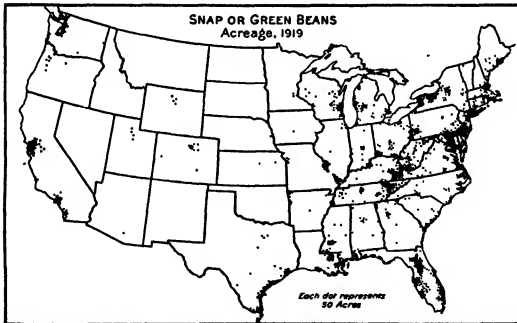 SNAP OR GREEN BEANS
Acreage, 1919
Each dot represents
50 Acres